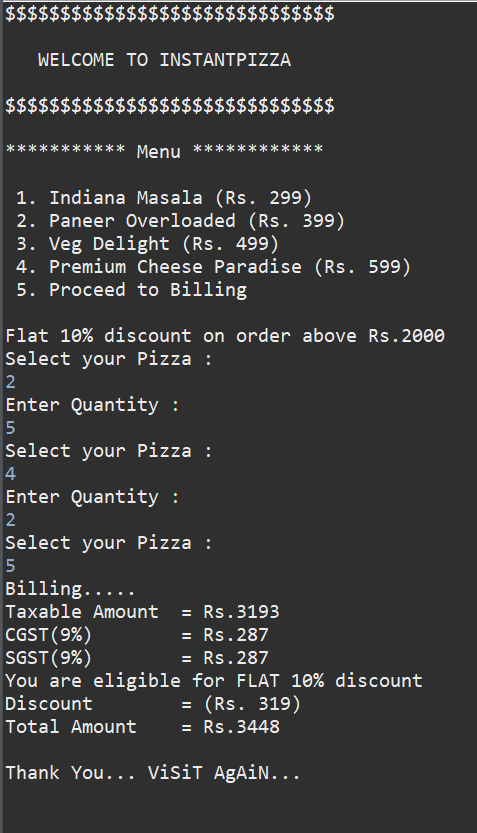 $$$$$$$$$$$$$$$$$$$$$$$$$$$$$$
WELCOME TO INSTANTPIZZA
$$$$$$$$$$$$$$$$$$$$$$$$$$$$$$
*********** Menu ************
1. Indiana Masala (Rs. 299)
2. Paneer Overloaded (Rs. 399)
3. Veg Delight (Rs. 499)
4. Premium Cheese Paradise (Rs. 599)
5. Proceed to Billing
Flat 10% discount on order above Rs.2000
Select your Pizza :
2
Enter Quantity :
5
Select your Pizza :
4
Enter Quantity :
2
Select your Pizza :
5
Billing.....
Taxable Amount  = Rs.3193
CGST(9%)        = Rs.287
SGST(9%)        = Rs.287
You are eligible for FLAT 10% discount
Discount        = (Rs. 319)
Total Amount    = Rs.3448
Thank You... ViSiT AgAiN...